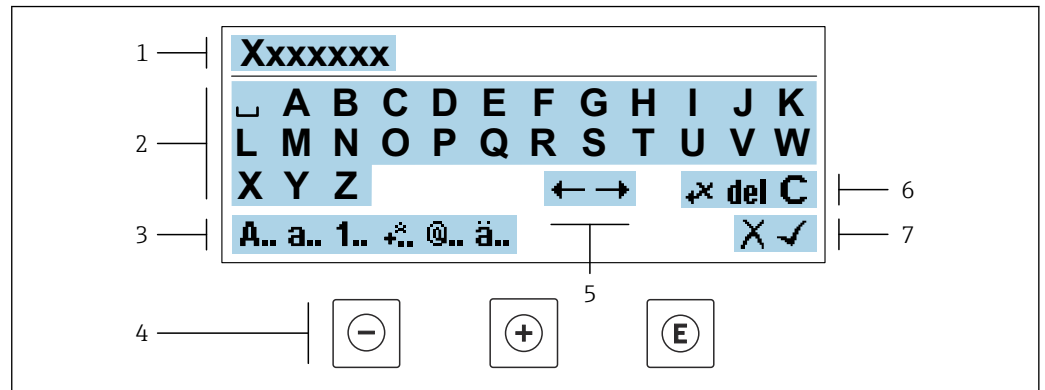 1 Xxxxxxx
␣ A B C D E F G H I J K
2 L M N O P Q R S T U V W
X Y Z ← → +× del C 6
3 A.. a.. 1.. +×.. @.. ä.. X ✓ 7
5
4 − + E